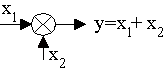 x₁
y=x₁+ x₂
x₂